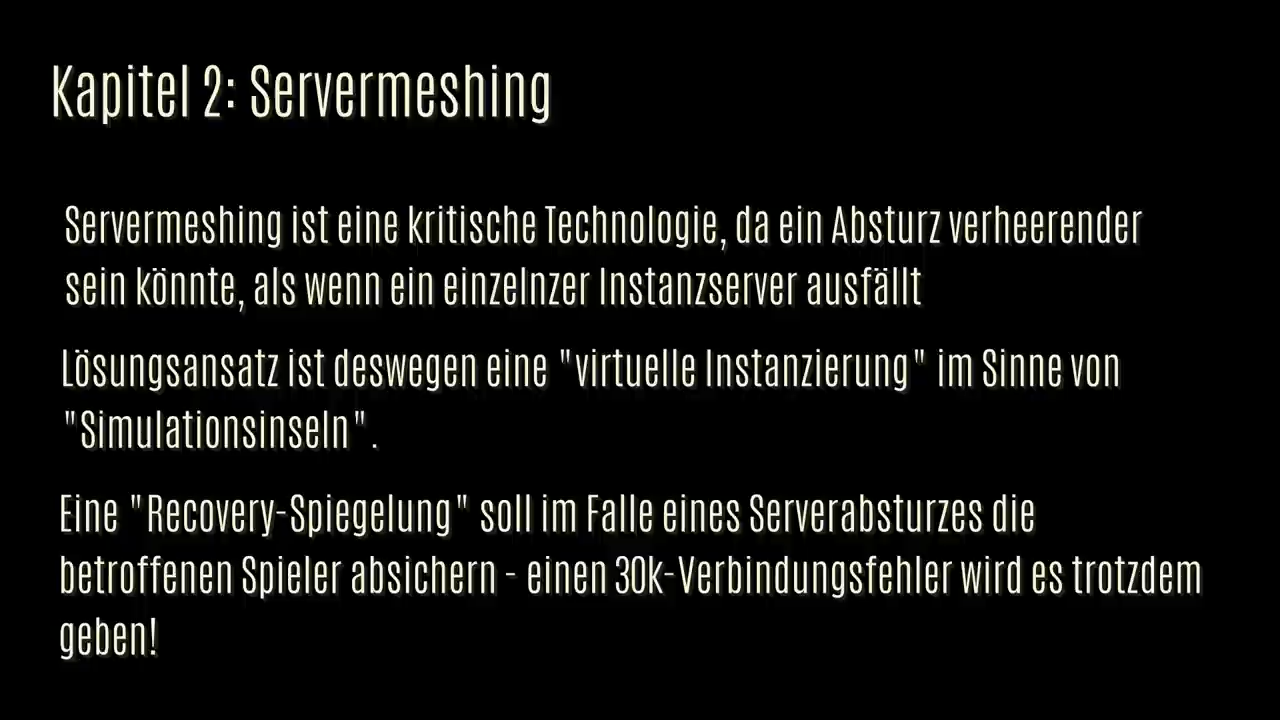 Kapitel 2: Servermeshing
Servermeshing ist eine kritische Technologie, da ein Absturz verheerender
sein könnte, als wenn ein einzelnzer Instanzserver ausfällt
Lösungsansatz ist deswegen eine "virtuelle Instanzierung" im Sinne von
"Simulationsinseln".
Eine "Recovery-Spiegelung" soll im Falle eines Serverabsturzes die
betroffenen Spieler absichern - einen 30k-Verbindungsfehler wird es trotzdem
geben!